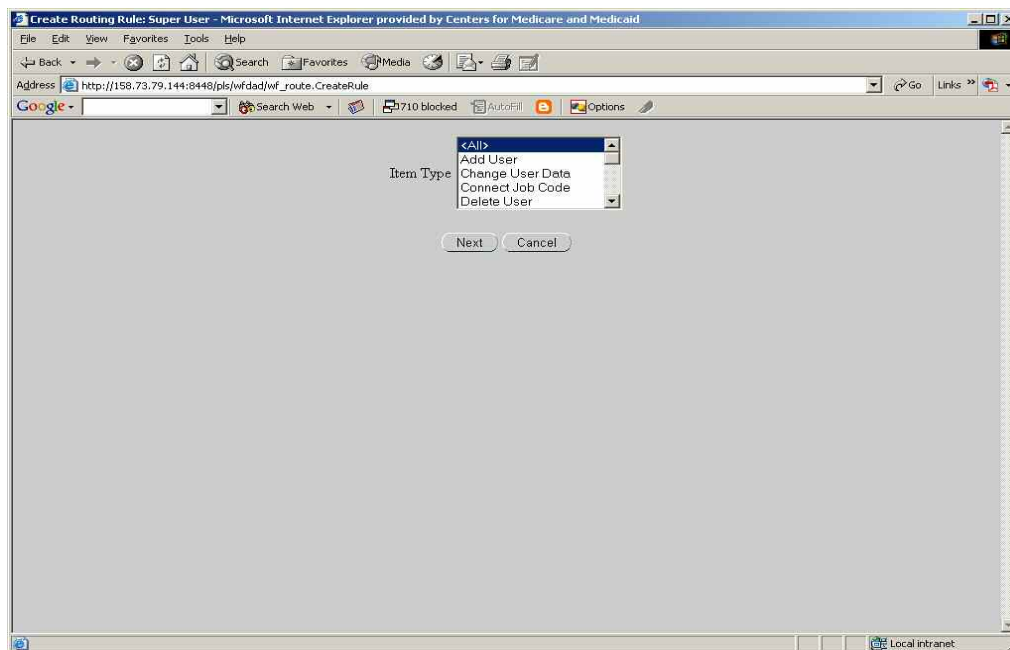 Create Routing Rule: Super User - Microsoft Internet Explorer provided by Centers for Medicare and Medicaid
File Edit View Favorites Tools Help
Back Search Favorites Media
Address http://158.73.79.144:8448/pls/wfdad/wf_route.CreateRule Go Links »
Google Search Web 710 blocked AutoFill Options
<All>
Add User
Item Type Change User Data
Connect Job Code
Delete User
Next Cancel
Local intranet